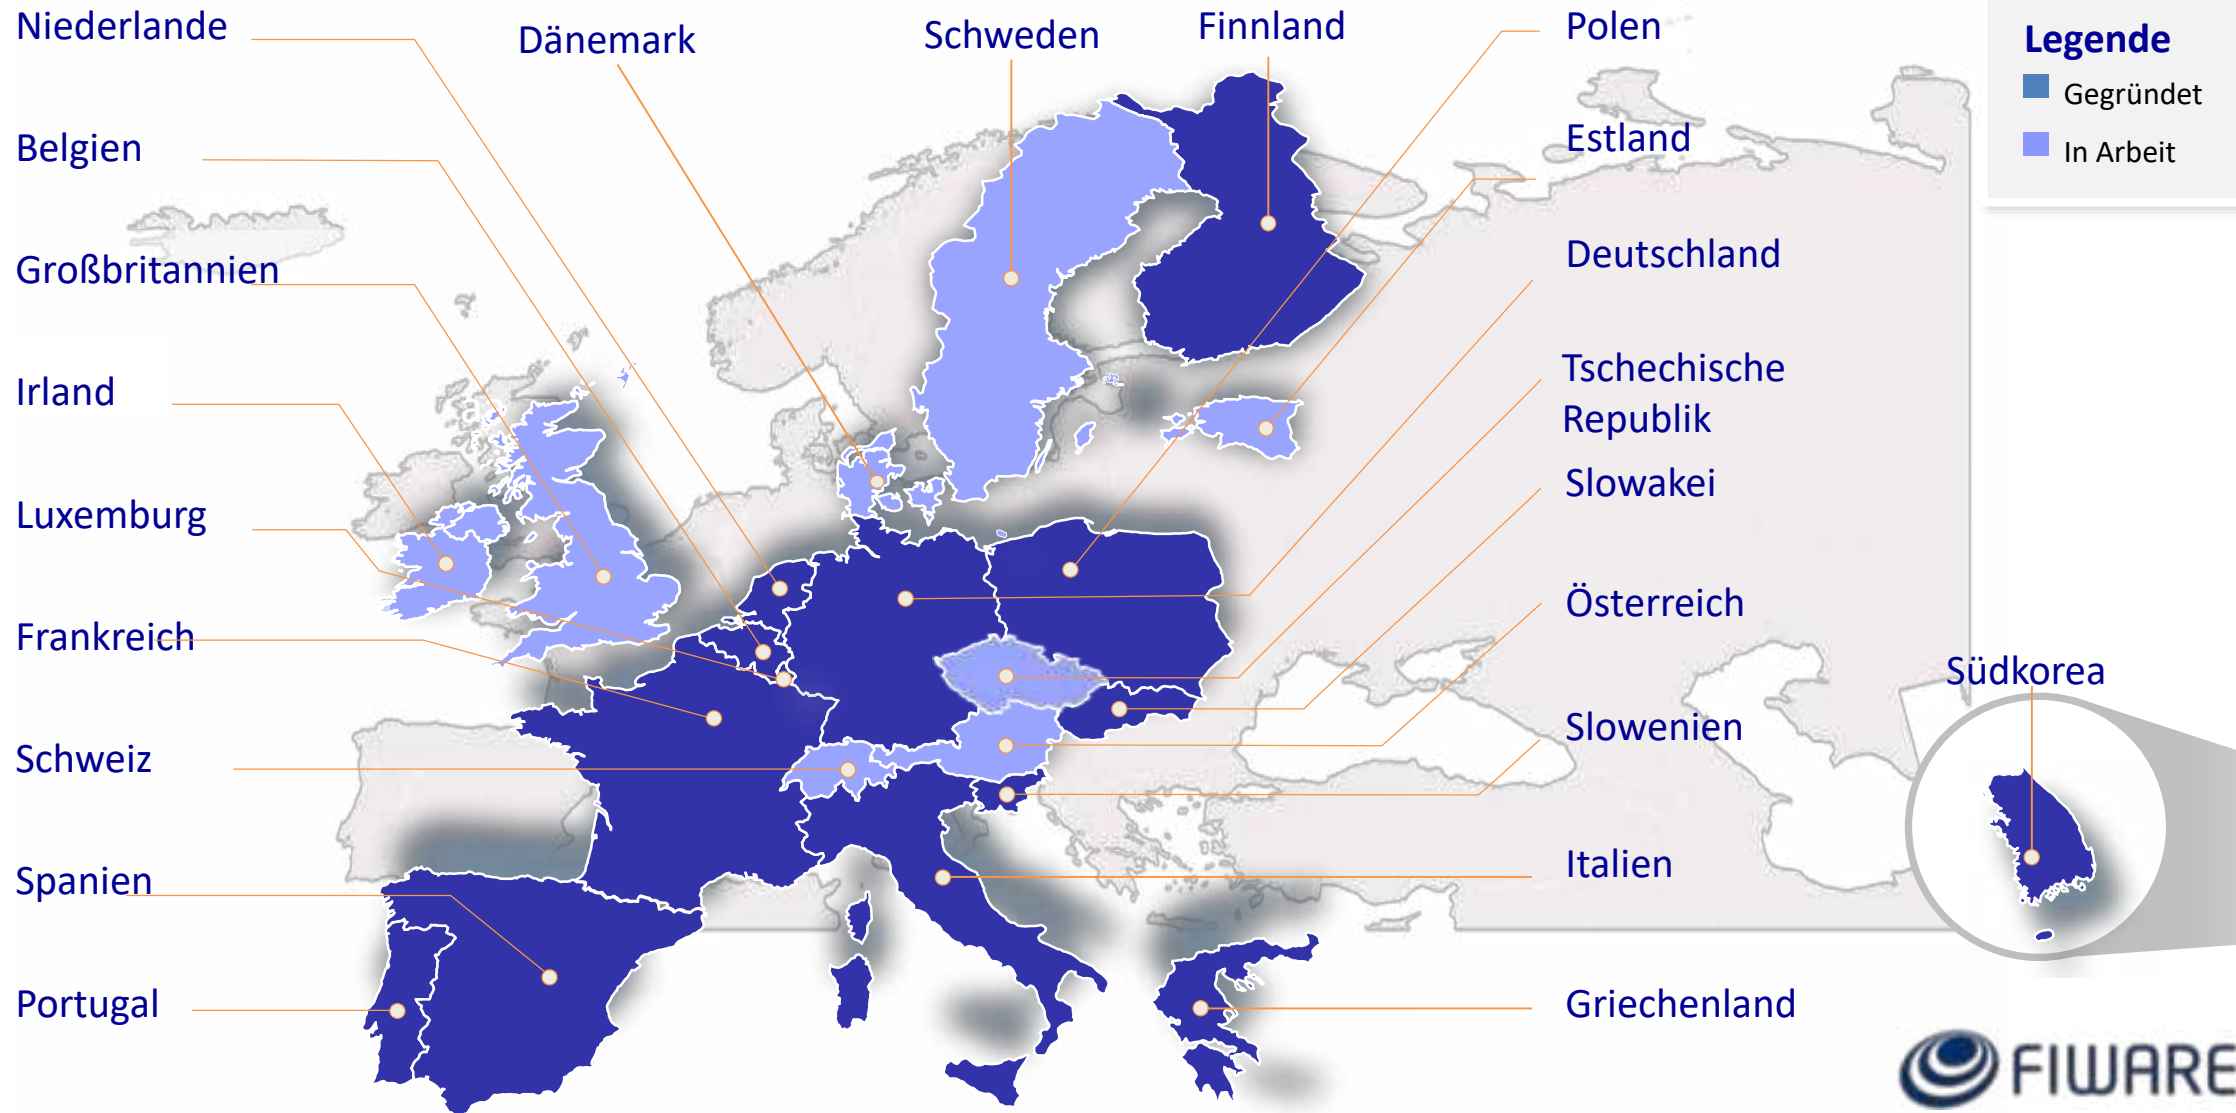 Niederlande
Dänemark
Schweden
Finnland
Polen
Legende
Gegründet
In Arbeit
Belgien
Estland
Großbritannien
Deutschland
Irland
Tschechische
Republik
Luxemburg
Slowakei
Frankreich
Österreich
Südkorea
Schweiz
Slowenien
Spanien
Italien
Portugal
Griechenland
FIWARE